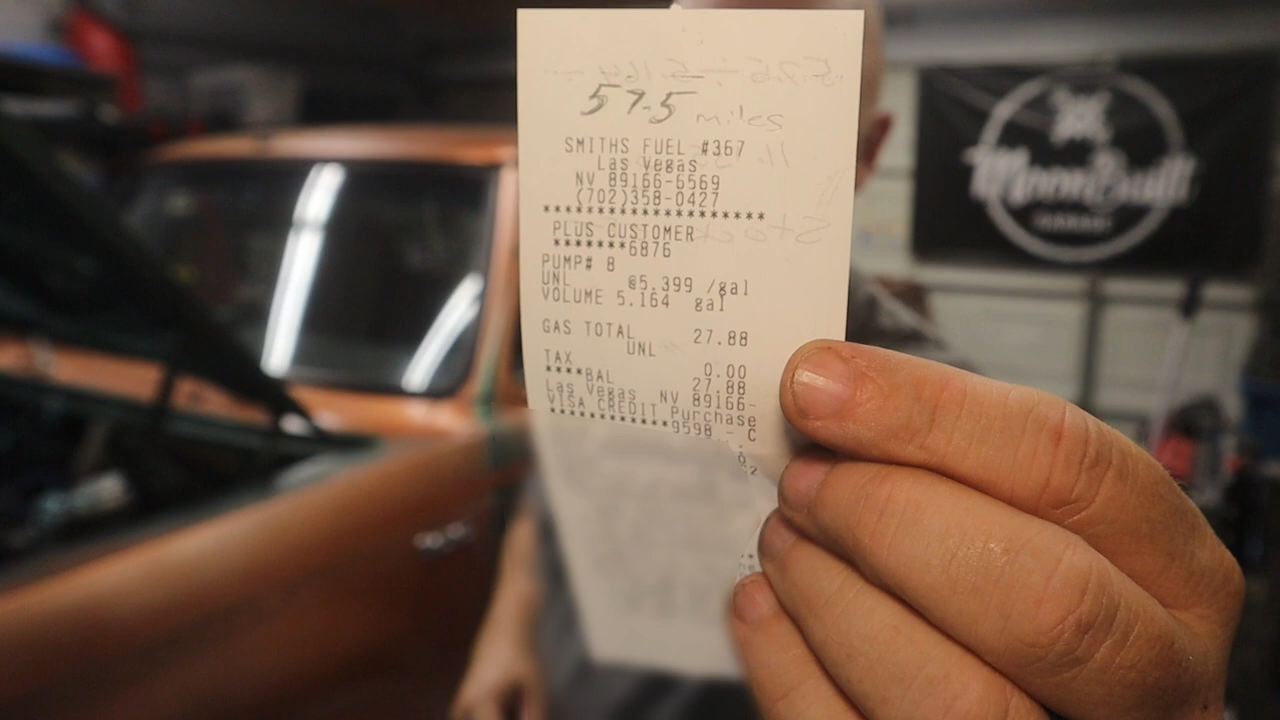 57.5 miles
SMITHS FUEL #367
Las Vegas
NV 89166-6569
(702)358-0427
********************
PLUS CUSTOMER
*******6876
PUMP# 8
UNL @5.399 /gal
VOLUME 5.164 gal
GAS TOTAL 27.88
UNL
TAX 0.00
****BAL 27.88
Las Vegas NV 89166-
VISA CREDIT Purchase
************9598 - C
MoonBuilt
GARAGE